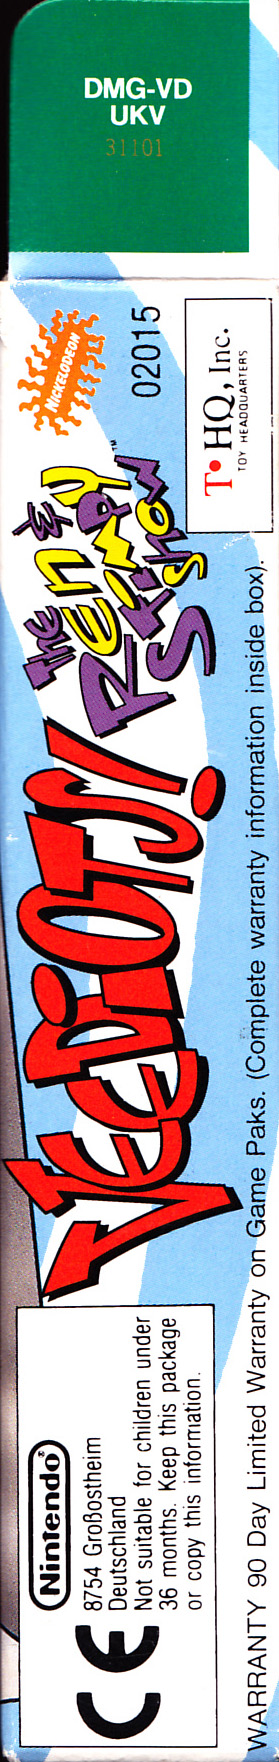 DMG-VD
UKV
31101
NICKELODEON
02015
T•HQ, Inc.
TOY HEADQUARTERS
The Ren & Stimpy Show™
VEEDIOTS!
Nintendo®
8754 Großostheim
Deutschland
Not suitable for children under
36 months. Keep this package
or copy this information.
CE
WARRANTY 90 Day Limited Warranty on Game Paks. (Complete warranty information inside box).